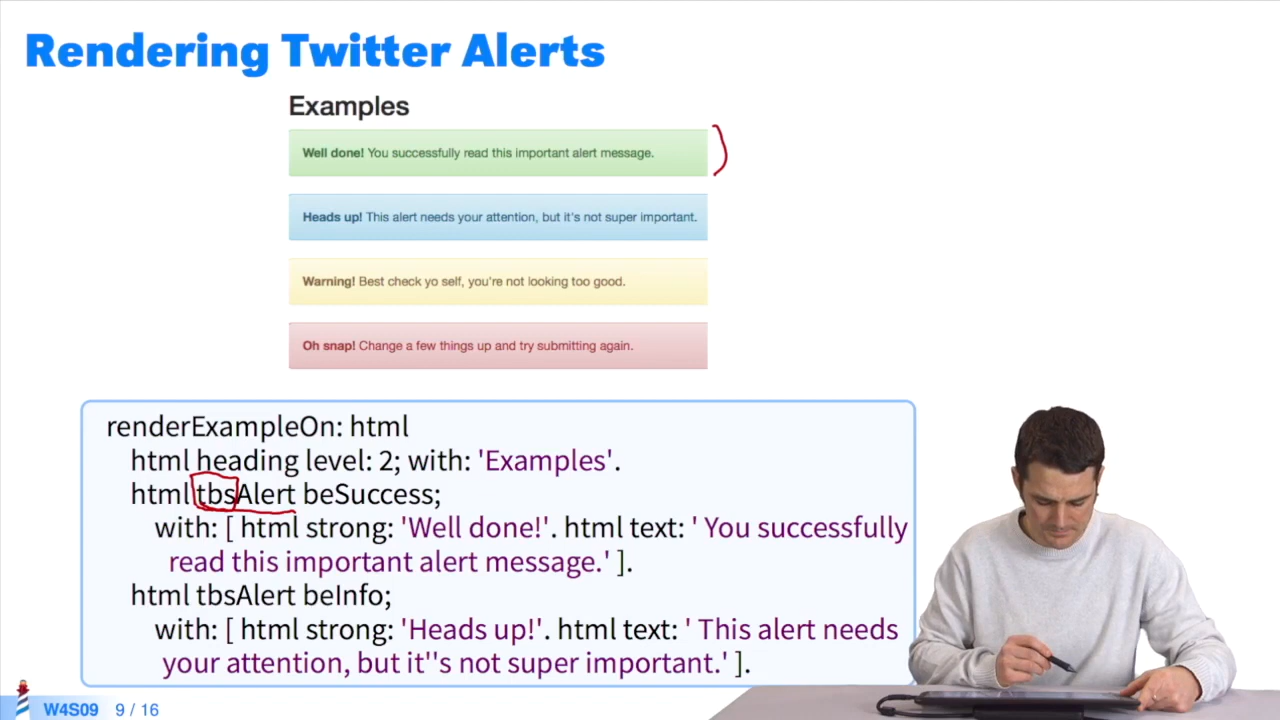 Rendering Twitter Alerts
Examples
Well done! You successfully read this important alert message.
Heads up! This alert needs your attention, but it's not super important.
Warning! Best check yo self, you're not looking too good.
Oh snap! Change a few things up and try submitting again.
renderExampleOn: html
html heading level: 2; with: 'Examples'.
html tbsAlert beSuccess;
with: [ html strong: 'Well done!'. html text: ' You successfully
read this important alert message.' ].
html tbsAlert beInfo;
with: [ html strong: 'Heads up!'. html text: ' This alert needs
your attention, but it''s not super important.' ].
W4S09 9 / 16